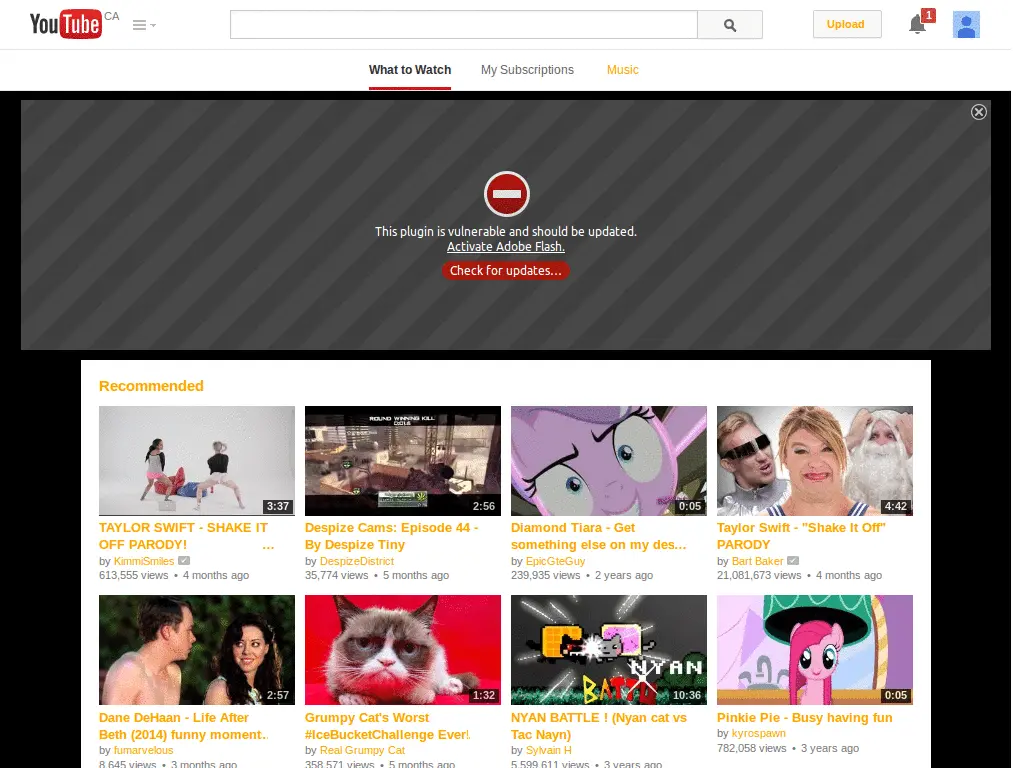 YouTube CA
1
Upload
What to Watch My Subscriptions Music
This plugin is vulnerable and should be updated.
Activate Adobe Flash.
Check for updates...
Recommended
3:37
ROUND WINNING KILL
2:56
0:05
4:42
TAYLOR SWIFT - SHAKE IT
OFF PARODY! ...
by KimmiSmiles
613,555 views • 4 months ago
Despize Cams: Episode 44 -
By Despize Tiny
by DespizeDistrict
35,774 views • 5 months ago
Diamond Tiara - Get
something else on my des...
by EpicGteGuy
239,935 views • 2 years ago
Taylor Swift - "Shake It Off"
PARODY
by Bart Baker
21,081,673 views • 4 months ago
2:57
1:32
NYAN
BATTLE
10:36
0:05
Dane DeHaan - Life After
Beth (2014) funny moment..
by fumarvelous
8,645 views • 3 months ago
Grumpy Cat's Worst
#IceBucketChallenge Ever!
by Real Grumpy Cat
358,571 views • 5 months ago
NYAN BATTLE ! (Nyan cat vs
Tac Nayn)
by Sylvain H
5,599,611 views • 3 years ago
Pinkie Pie - Busy having fun
by kyrospawn
782,058 views • 3 years ago